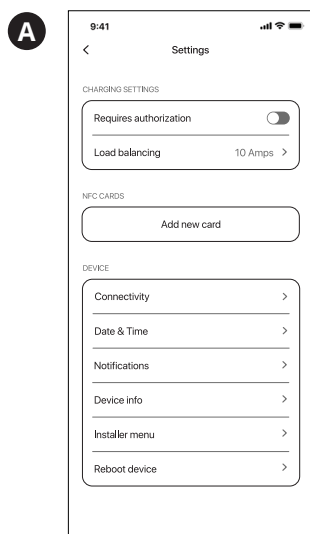 A
9:41
Settings
CHARGING SETTINGS
Requires authorization
Load balancing 10 Amps >
NFC CARDS
Add new card
DEVICE
Connectivity >
Date & Time >
Notifications >
Device info >
Installer menu >
Reboot device >